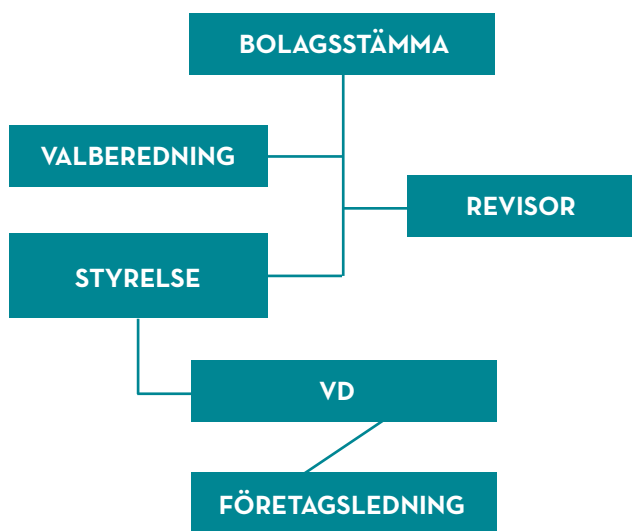 BOLAGSSTÄMMA
VALBEREDNING
REVISOR
STYRELSE
VD
FÖRETAGSLEDNING